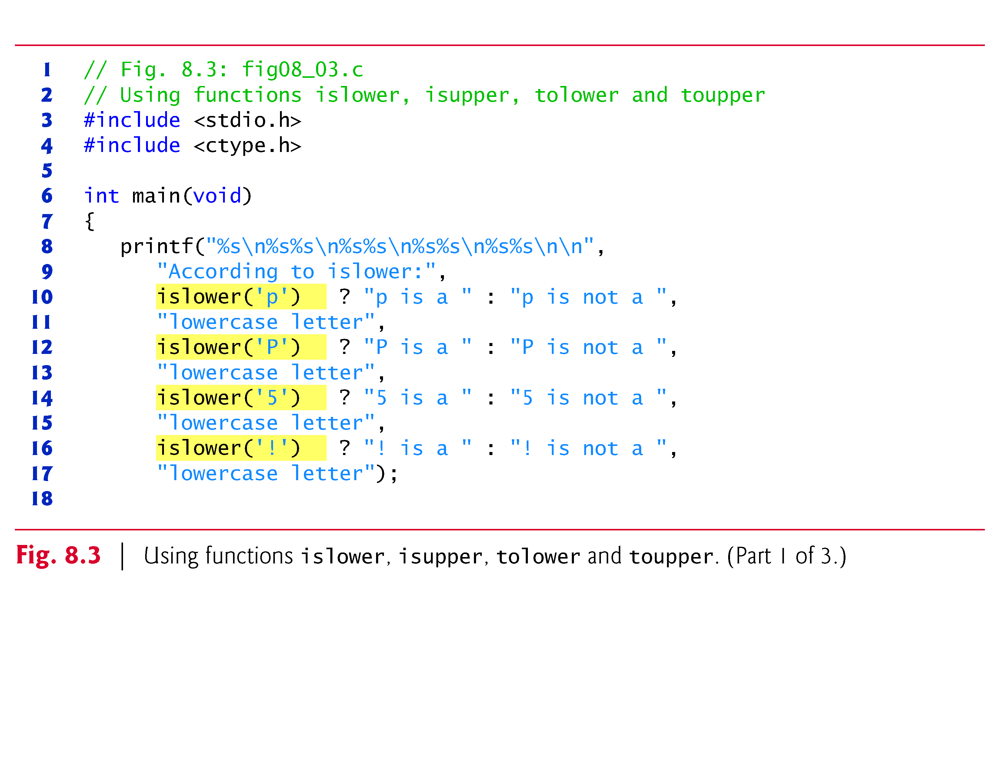 1 // Fig. 8.3: fig08_03.c
2 // Using functions islower, isupper, tolower and toupper
3 #include <stdio.h>
4 #include <ctype.h>
5
6 int main(void)
7 {
8 printf("%s\n%s%s\n%s%s\n%s%s\n%s%s\n\n",
9 "According to islower:",
10 islower('p') ? "p is a " : "p is not a ",
11 "lowercase letter",
12 islower('P') ? "P is a " : "P is not a ",
13 "lowercase letter",
14 islower('5') ? "5 is a " : "5 is not a ",
15 "lowercase letter",
16 islower('!') ? "! is a " : "! is not a ",
17 "lowercase letter");
18
Fig. 8.3 | Using functions islower, isupper, tolower and toupper. (Part 1 of 3.)